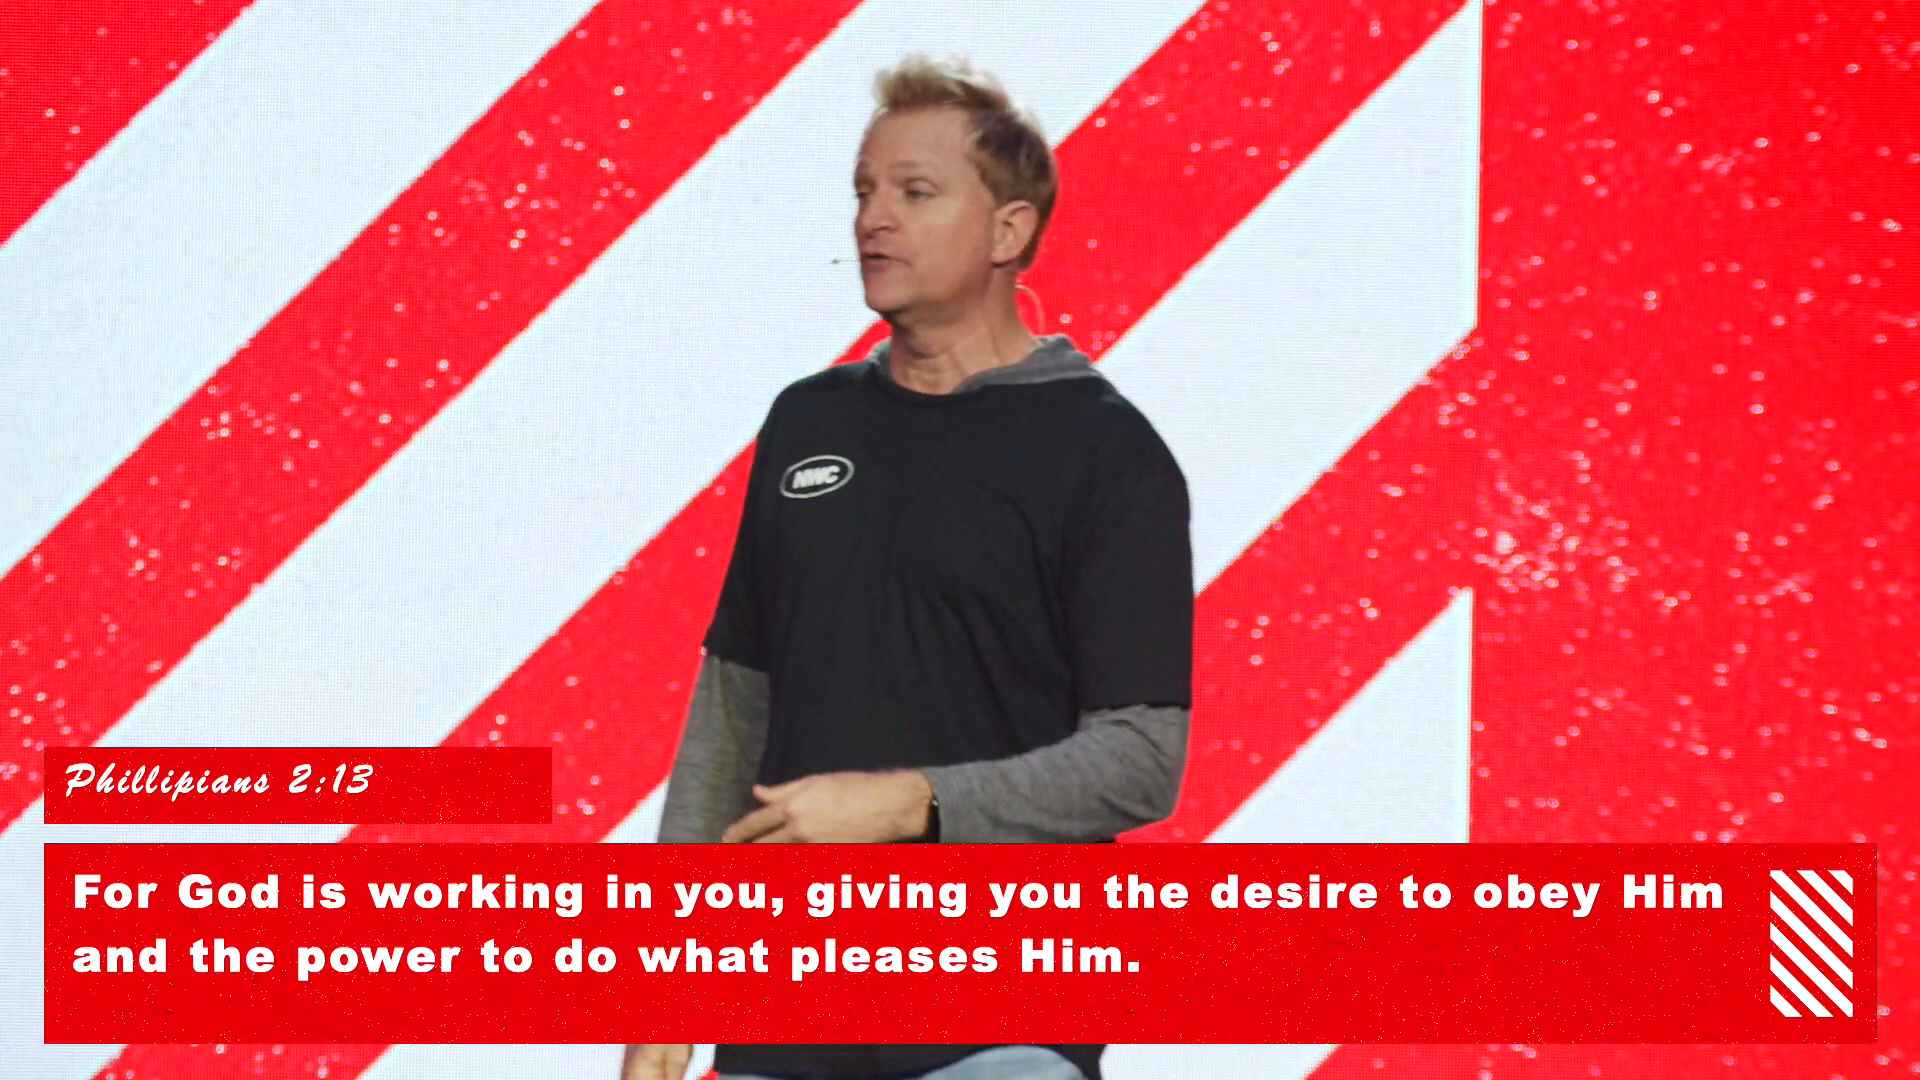 NWC
Phillipians 2:13
For God is working in you, giving you the desire to obey Him
and the power to do what pleases Him.